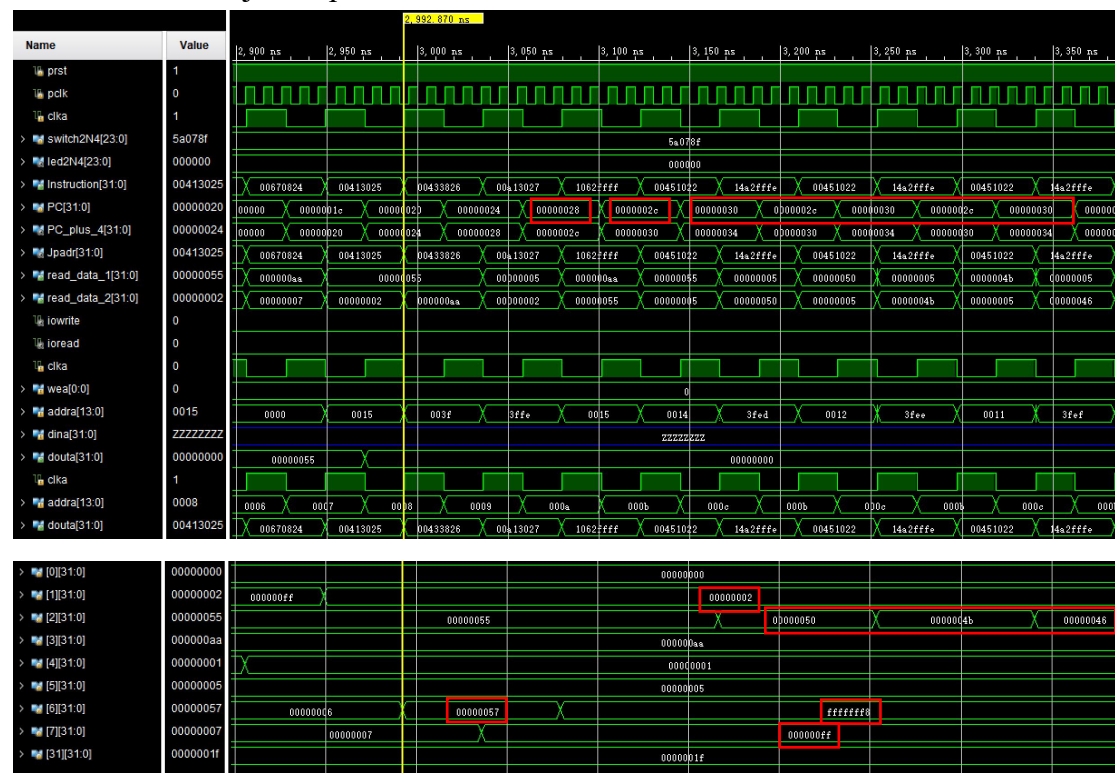 2,992.870 ns
Name Value 2,900 ns 2,950 ns 3,000 ns 3,050 ns 3,100 ns 3,150 ns 3,200 ns 3,250 ns 3,300 ns 3,350 ns
prst 1
pclk 0
clka 1
> switch2N4[23:0] 5a078f 5a078f
> led2N4[23:0] 000000 000000
> Instruction[31:0] 00413025 00670824 00413025 00433826 00a13027 1062ffff 00451022 14a2fffe 00451022 14a2fffe 00451022 14a2fffe
> PC[31:0] 00000020 00000 0000001c 00000020 00000024 00000028 0000002c 00000030 0000002c 00000030 0000002c 00000030 00000
> PC_plus_4[31:0] 00000024 00000 00000020 00000024 00000028 0000002c 00000030 00000034 00000030 00000034 00000030 00000034 00000
> Jpadr[31:0] 00413025 00670824 00413025 00433826 00a13027 1062ffff 00451022 14a2fffe 00451022 14a2fffe 00451022 14a2fffe
> read_data_1[31:0] 00000055 000000aa 00000055 00000005 000000aa 00000055 00000005 00000050 00000005 0000004b 00000005
> read_data_2[31:0] 00000002 00000007 00000002 000000aa 00000002 00000055 00000005 00000050 00000005 0000004b 00000005 00000046
iowrite 0
ioread 0
clka 0
> wea[0:0] 0 0
> addra[13:0] 0015 0000 0015 003f 3ffe 0015 0014 3fed 0012 3fee 0011 3fef
> dina[31:0] ZZZZZZZZ ZZZZZZZZ
> douta[31:0] 00000000 00000055 00000000
clka 1
> addra[13:0] 0008 0006 0007 0008 0009 000a 000b 000c 000b 000c 000b 000c 000
> douta[31:0] 00413025 00670824 00413025 00433826 00a13027 1062ffff 00451022 14a2fffe 00451022 14a2fffe 00451022 14a2fffe
> [0][31:0] 00000000 00000000
> [1][31:0] 00000002 000000ff 00000002
> [2][31:0] 00000055 00000055 00000050 0000004b 00000046
> [3][31:0] 000000aa 000000aa
> [4][31:0] 00000001 00000001
> [5][31:0] 00000005 00000005
> [6][31:0] 00000057 00000006 00000057 fffffff8
> [7][31:0] 00000007 00000007 000000ff
> [31][31:0] 0000001f 0000001f